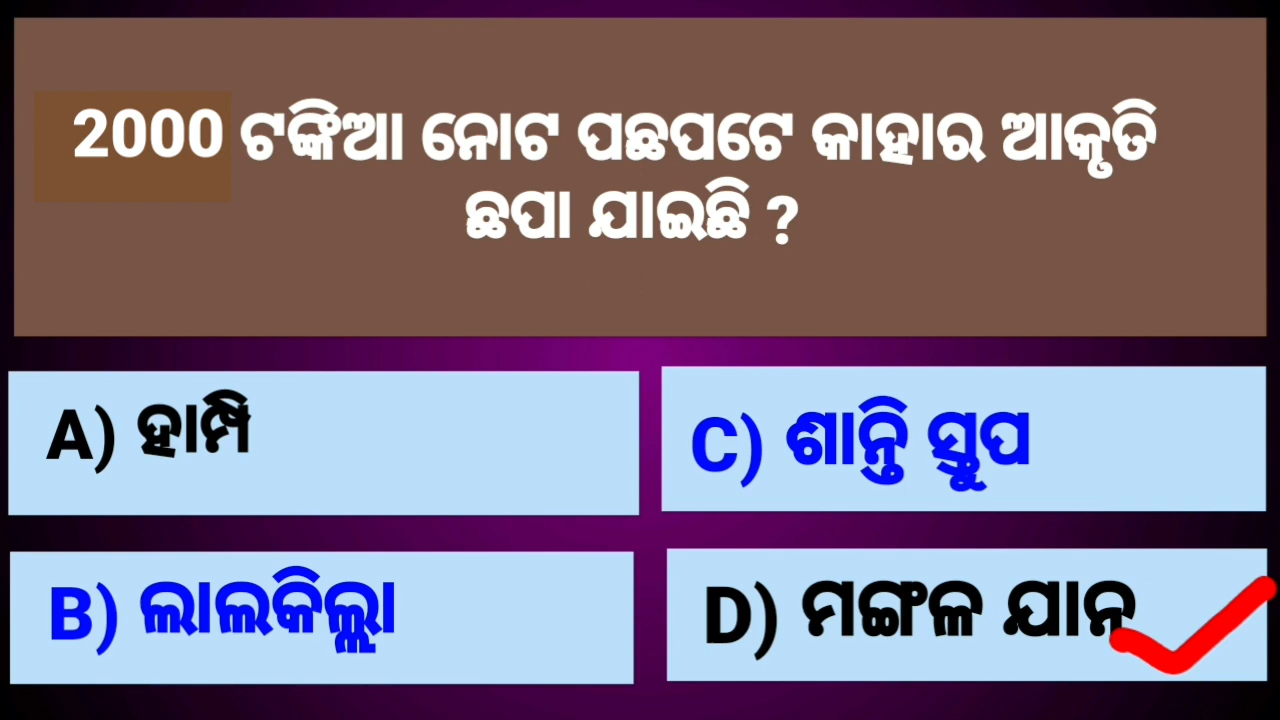 2000 ଟଙ୍କିଆ ନୋଟ ପଛପଟେ କାହାର ଆକୃତି
ଛପା ଯାଇଛି ?
A) ହାମ୍ପି
C) ଶାନ୍ତି ସ୍ତୁପ
B) ଲାଲକିଲ୍ଲା
D) ମଙ୍ଗଳ ଯାନ